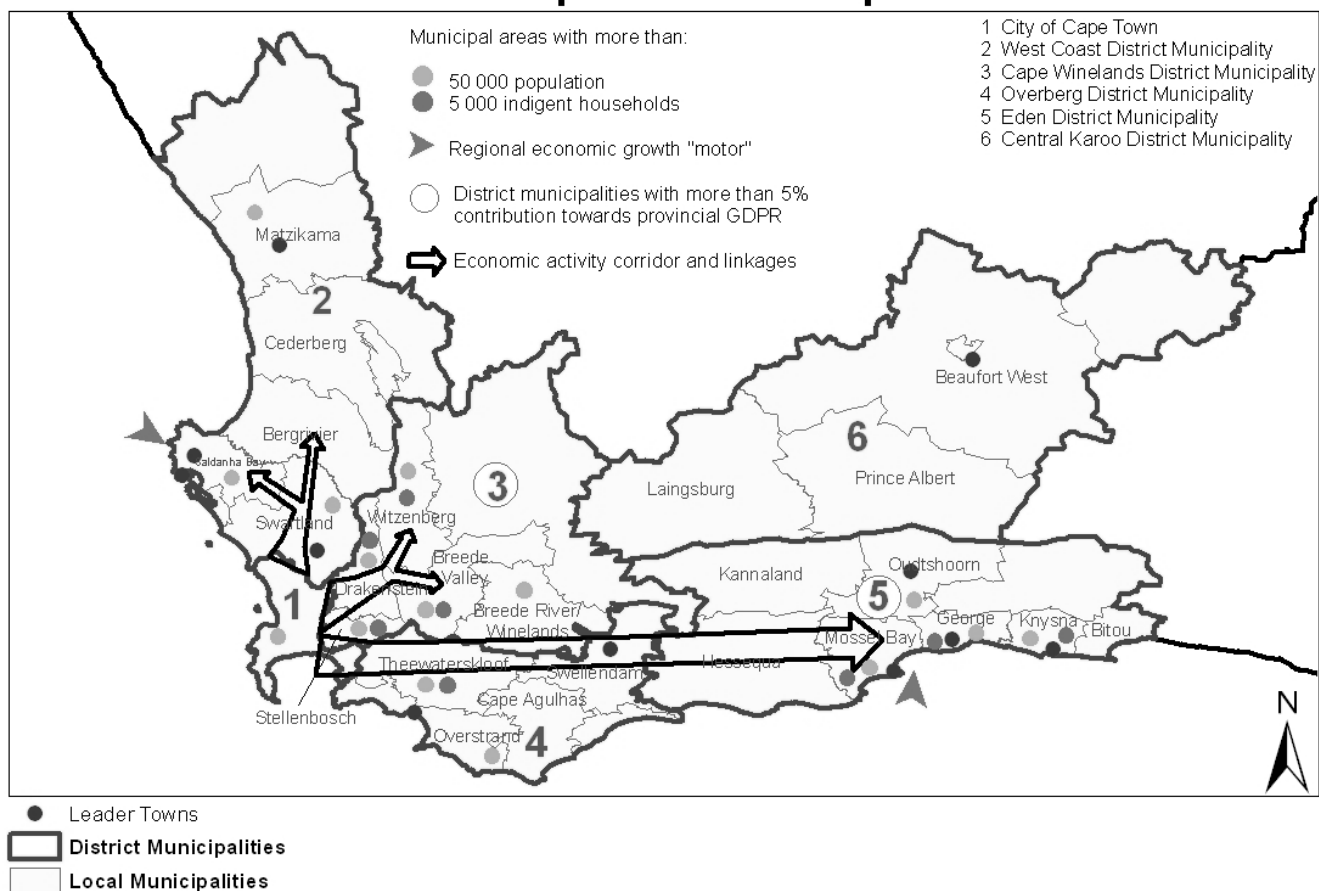 Municipal areas with more than:
50 000 population
5 000 indigent households
Regional economic growth "motor"
District municipalities with more than 5%
contribution towards provincial GDPR
Economic activity corridor and linkages
1 City of Cape Town
2 West Coast District Municipality
3 Cape Winelands District Municipality
4 Overberg District Municipality
5 Eden District Municipality
6 Central Karoo District Municipality
Matzikama
2
Cederberg
Bergrivier
Saldanha Bay
Swartland
Witzenberg
3
Breede
Valley
Drakenstein
1
Breede River/
Winelands
Stellenbosch
Theewaterskloof
Swellendam
Cape Agulhas
Overstrand
4
Beaufort West
6
Prince Albert
Laingsburg
Kannaland
Oudtshoorn
5
George
Knysna
Bitou
Mossel Bay
Hessequa
N
Leader Towns
District Municipalities
Local Municipalities